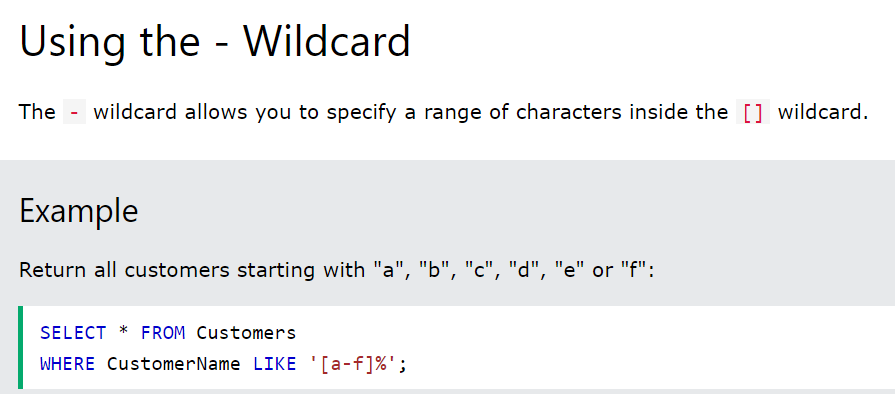 Using the - Wildcard
The - wildcard allows you to specify a range of characters inside the [] wildcard.
Example
Return all customers starting with "a", "b", "c", "d", "e" or "f":
SELECT * FROM Customers
WHERE CustomerName LIKE '[a-f]%';